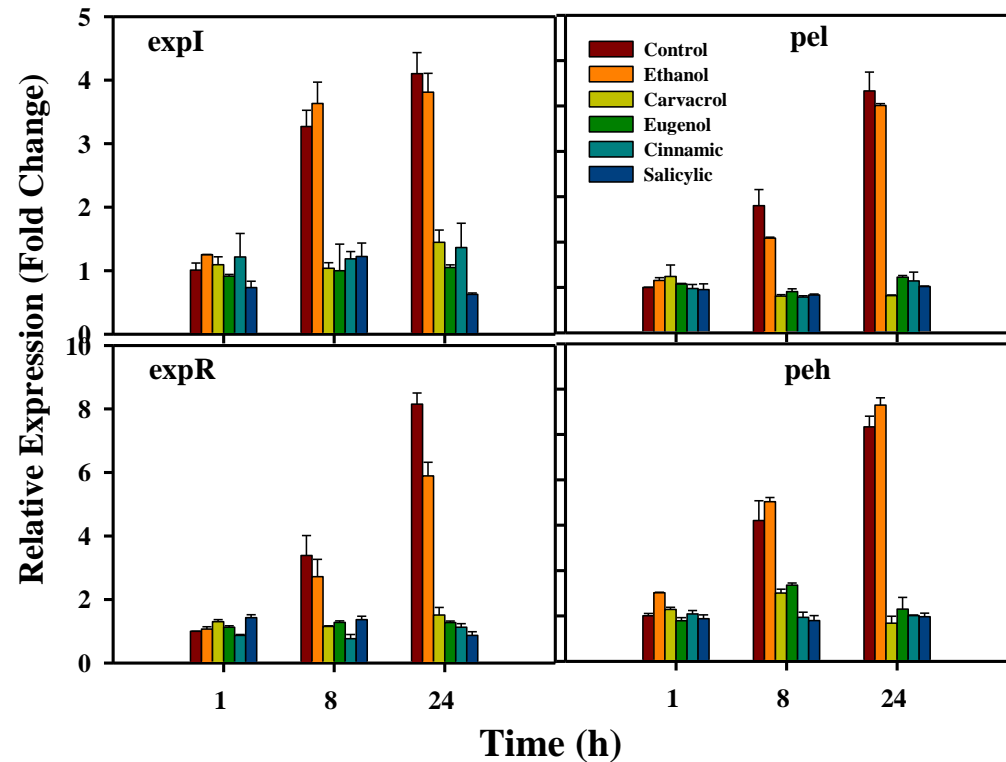 Relative Expression (Fold Change)
expI
5
4
3
2
1
0
pel
Control
Ethanol
Carvacrol
Eugenol
Cinnamic
Salicylic
expR
10
8
6
4
2
0
1 8 24
peh
1 8 24
Time (h)